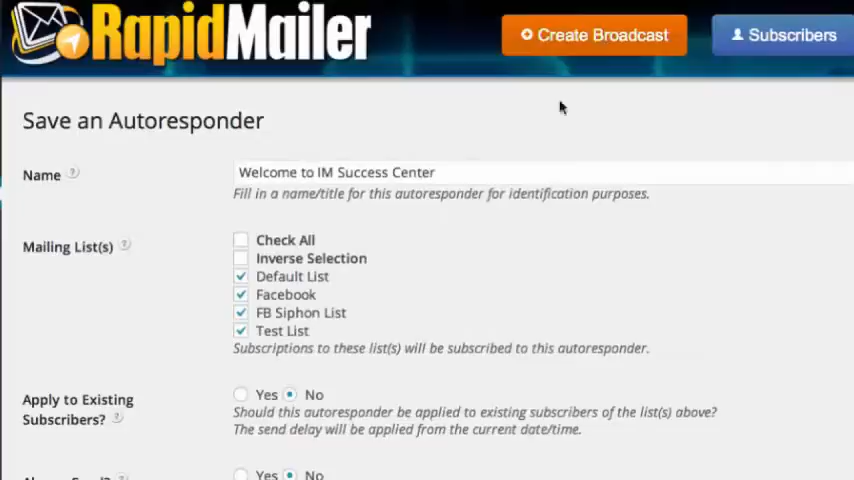 RapidMailer
Create Broadcast
Subscribers
Save an Autoresponder
Name ?
Welcome to IM Success Center
Fill in a name/title for this autoresponder for identification purposes.
Mailing List(s) ?
Check All
Inverse Selection
Default List
Facebook
FB Siphon List
Test List
Subscriptions to these list(s) will be subscribed to this autoresponder.
Apply to Existing
Subscribers? ?
Yes No
Should this autoresponder be applied to existing subscribers of the list(s) above?
The send delay will be applied from the current date/time.
Yes No